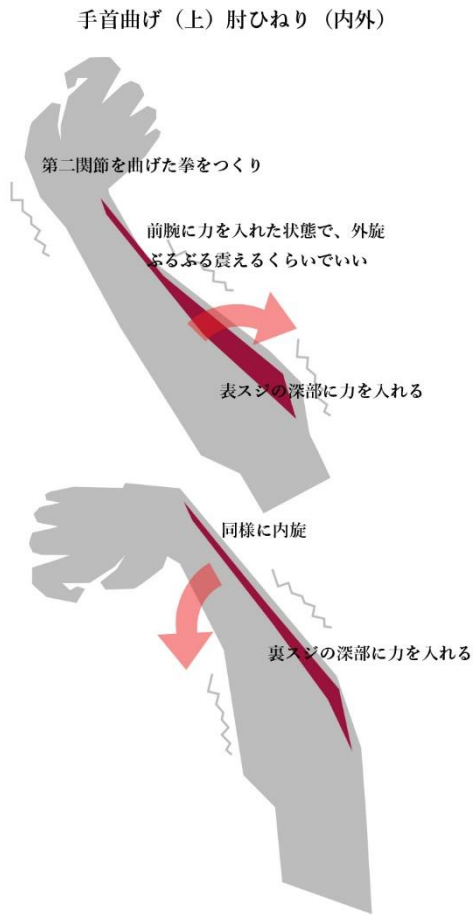 手首曲げ（上）肘ひねり（内外）
第二関節を曲げた拳をつくり
前腕に力を入れた状態で、外旋
ぶるぶる震えるくらいでいい
表スジの深部に力を入れる
同様に内旋
裏スジの深部に力を入れる